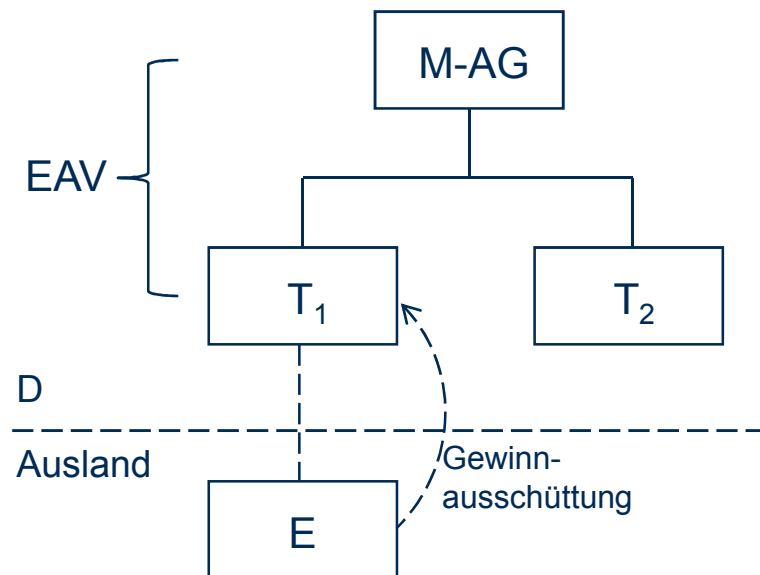 M-AG
EAV
T₁
T₂
D
Ausland
Gewinn-
ausschüttung
E